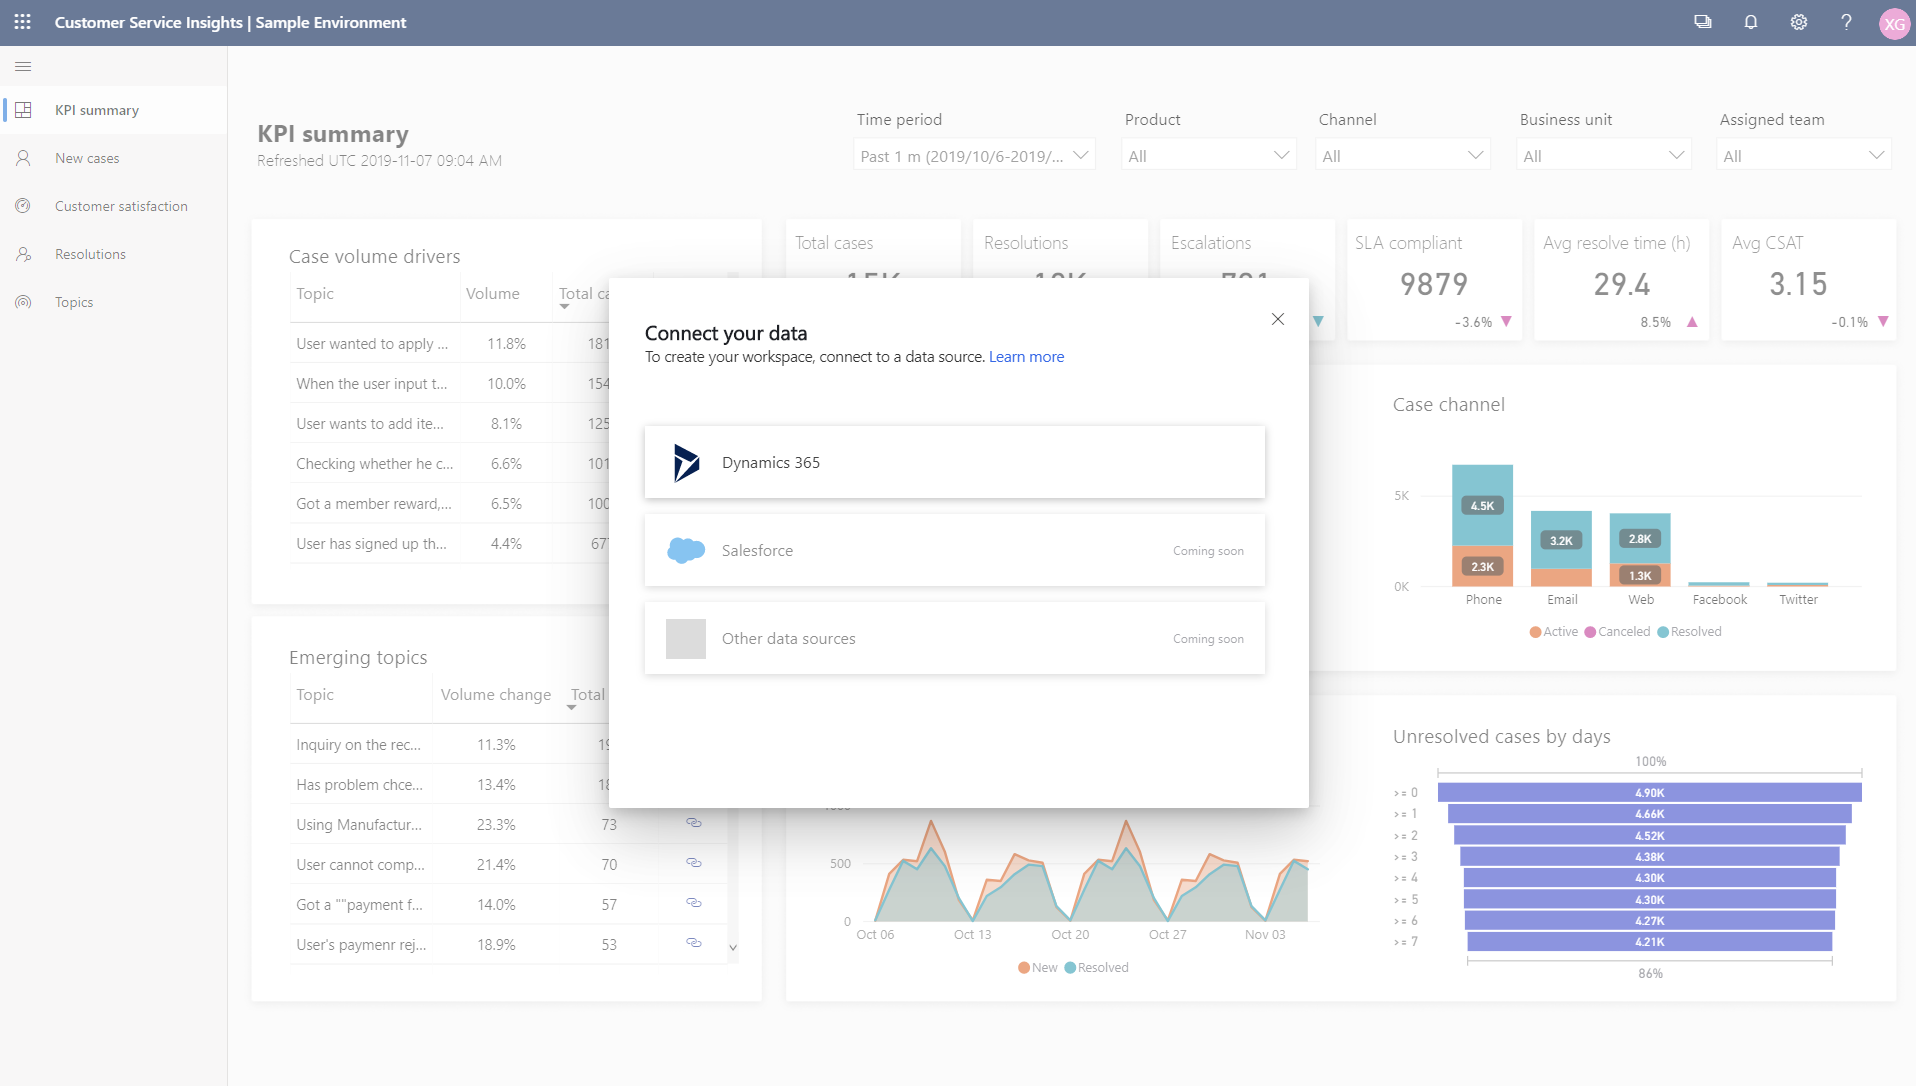 Customer Service Insights | Sample Environment
XG
KPI summary
New cases
Customer satisfaction
Resolutions
Topics
KPI summary
Refreshed UTC 2019-11-07 09:04 AM
Time period
Past 1 m (2019/10/6-2019/...
Product
All
Channel
All
Business unit
All
Assigned team
All
Case volume drivers
Topic Volume Total ca
User wanted to apply ... 11.8% 181
When the user input t... 10.0% 154
User wants to add ite... 8.1% 125
Checking whether he c... 6.6% 101
Got a member reward,... 6.5% 100
User has signed up th... 4.4% 677
Emerging topics
Topic Volume change Total
Inquiry on the rec... 11.3%
Has problem chce... 13.4%
Using Manufactur... 23.3% 73
User cannot comp... 21.4% 70
Got a ""payment f... 14.0% 57
User's paymenr rej... 18.9% 53
Total cases
Resolutions
Escalations
SLA compliant
9879
-3.6%
Avg resolve time (h)
29.4
8.5%
Avg CSAT
3.15
-0.1%
Connect your data
To create your workspace, connect to a data source. Learn more
Dynamics 365
Salesforce Coming soon
Other data sources Coming soon
Case channel
5K
0K
4.5K
2.3K
3.2K
2.8K
1.3K
Phone Email Web Facebook Twitter
Active Canceled Resolved
500
0
Oct 06 Oct 13 Oct 20 Oct 27 Nov 03
New Resolved
Unresolved cases by days
100%
>= 0 4.90K
>= 1 4.66K
>= 2 4.52K
>= 3 4.38K
>= 4 4.30K
>= 5 4.30K
>= 6 4.27K
>= 7 4.21K
86%